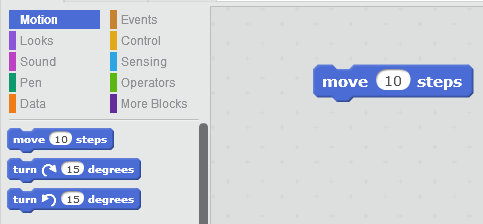 Motion
Looks
Sound
Pen
Data
Events
Control
Sensing
Operators
More Blocks
move 10 steps
turn 15 degrees
turn 15 degrees
move 10 steps